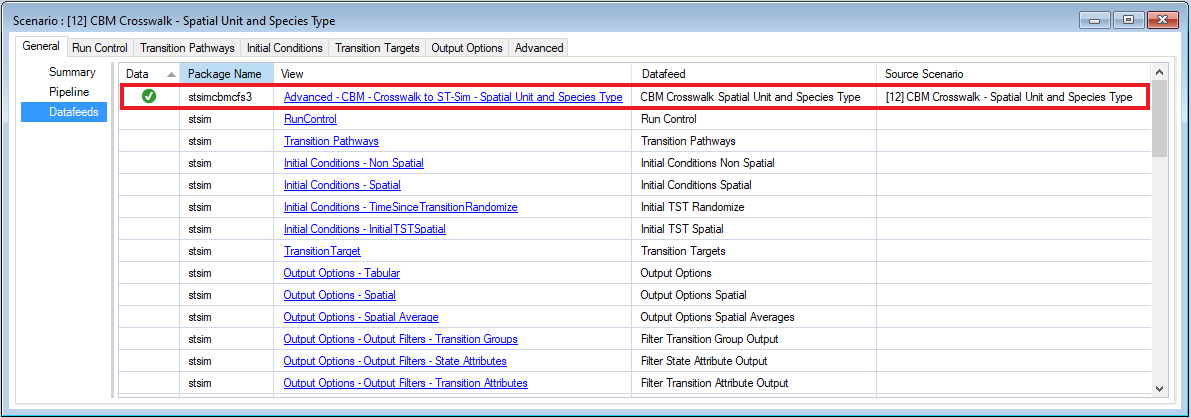 Scenario : [12] CBM Crosswalk - Spatial Unit and Species Type
General Run Control Transition Pathways Initial Conditions Transition Targets Output Options Advanced
Summary
Pipeline
Datafeeds
Data Package Name View Datafeed Source Scenario
stsimcbmcfs3 Advanced - CBM - Crosswalk to ST-Sim - Spatial Unit and Species Type CBM Crosswalk Spatial Unit and Species Type [12] CBM Crosswalk - Spatial Unit and Species Type
stsim RunControl Run Control
stsim Transition Pathways Transition Pathways
stsim Initial Conditions - Non Spatial Initial Conditions Non Spatial
stsim Initial Conditions - Spatial Initial Conditions Spatial
stsim Initial Conditions - TimeSinceTransitionRandomize Initial TST Randomize
stsim Initial Conditions - InitialTSTSpatial Initial TST Spatial
stsim TransitionTarget Transition Targets
stsim Output Options - Tabular Output Options
stsim Output Options - Spatial Output Options Spatial
stsim Output Options - Spatial Average Output Options Spatial Averages
stsim Output Options - Output Filters - Transition Groups Filter Transition Group Output
stsim Output Options - Output Filters - State Attributes Filter State Attribute Output
stsim Output Options - Output Filters - Transition Attributes Filter Transition Attribute Output